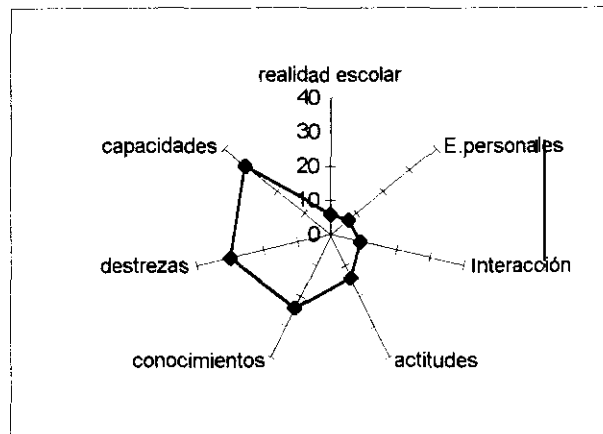 realidad escolar
40
30
20
10
0
E.personales
Interacción
actitudes
conocimientos
destrezas
capacidades